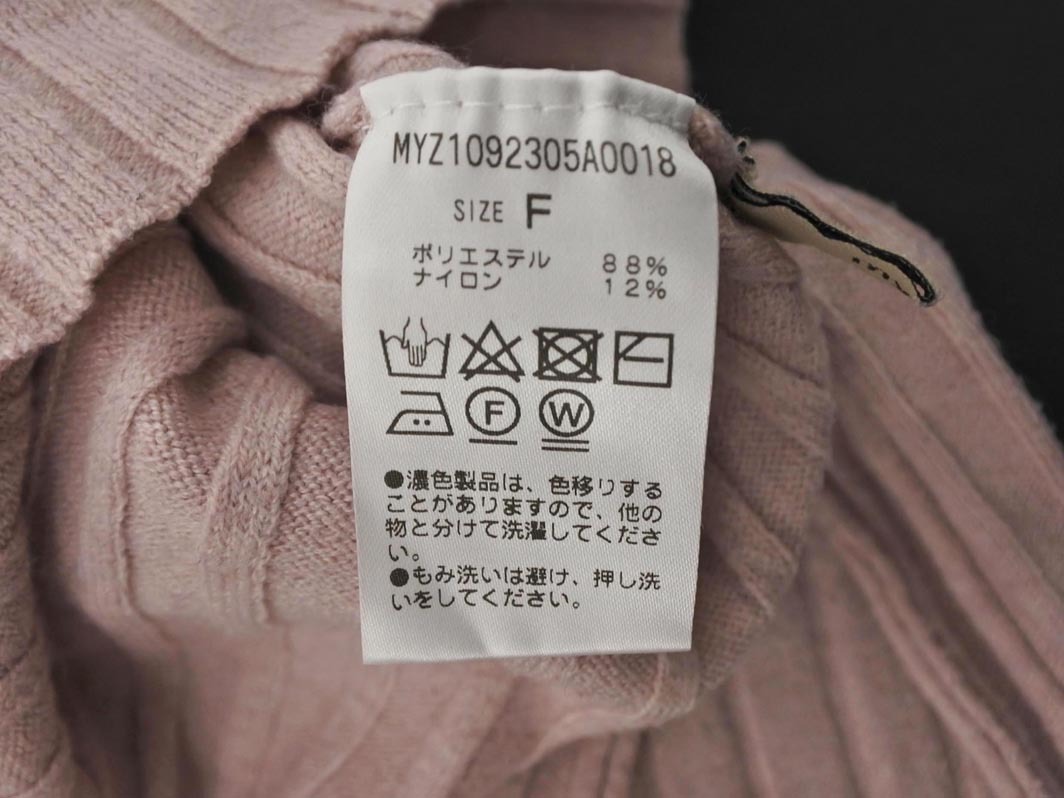 MYZ1092305A0018
SIZE F
ポリエステル 88%
ナイロン 12%
F W
●濃色製品は、色移りする
ことがありますので、他の
物と分けて洗濯してくださ
い。
●もみ洗いは避け、押し洗
いをしてください。